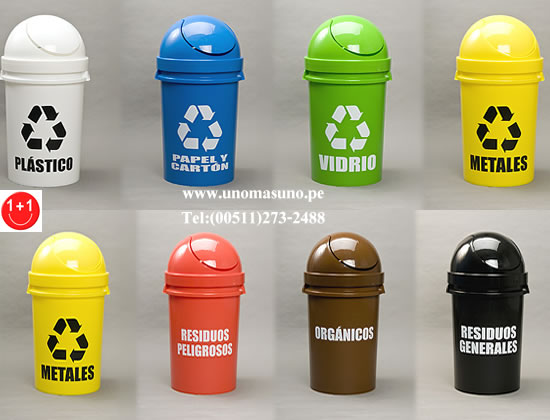 PLÁSTICO
PAPEL Y
CARTÓN
VIDRIO
METALES
www.unomasuno.pe
Tel:(00511)273-2488
1+1
METALES
RESIDUOS
PELIGROSOS
ORGÁNICOS
RESIDUOS
GENERALES